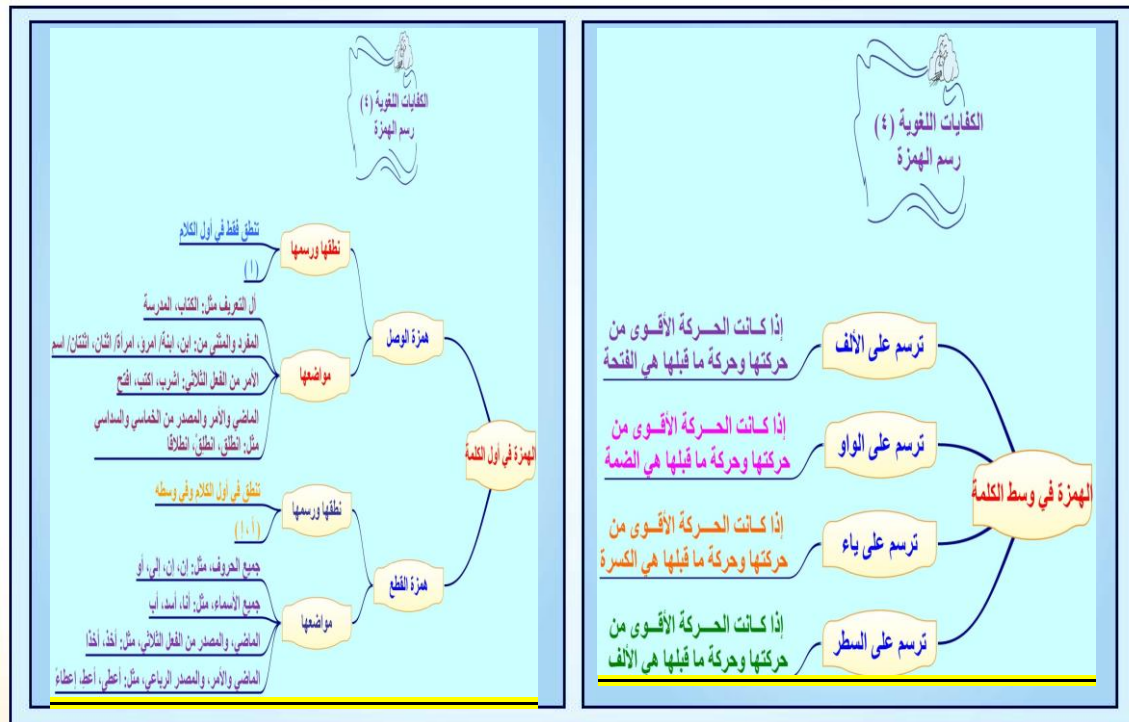 الكفايات اللغوية (٤)
رسم الهمزة
الهمزة في وسط الكلمة
ترسم على الألف
إذا كانت الحركة الأقوى من
حركتها وحركة ما قبلها هي الفتحة
ترسم على الواو
إذا كانت الحركة الأقوى من
حركتها وحركة ما قبلها هي الضمة
ترسم على ياء
إذا كانت الحركة الأقوى من
حركتها وحركة ما قبلها هي الكسرة
ترسم على السطر
إذا كانت الحركة الأقوى من
حركتها وحركة ما قبلها هي الألف
الكفايات اللغوية (٤)
رسم الهمزة
الهمزة في أول الكلمة
همزة الوصل
نطقها ورسمها
تنطق فقط في أول الكلام
(ا)
مواضعها
أل التعريف مثل: الكتاب، المدرسة
المفرد والمثنى من: ابن، ابنة/ امرؤ، امرأة/ اثنان، اثنتان/ اسم
الأمر من الفعل الثلاثي: اشرب، اكتب، افتح
الماضي والأمر والمصدر من الخماسي والسداسي
مثل: انطلق، انطلقْ، انطلاقا
همزة القطع
نطقها ورسمها
تنطق في أول الكلام وفي وسطه
(أ، إ)
مواضعها
جميع الحروف، مثل: إن، إلى، أو
جميع الأسماء، مثل: أنا، أسد، أب
الماضي، والمصدر من الفعل الثلاثي، مثل: أخذ، أخذا
الماضي والأمر، والمصدر الرباعي، مثل: أعطى، أعطِ، إعطاءً